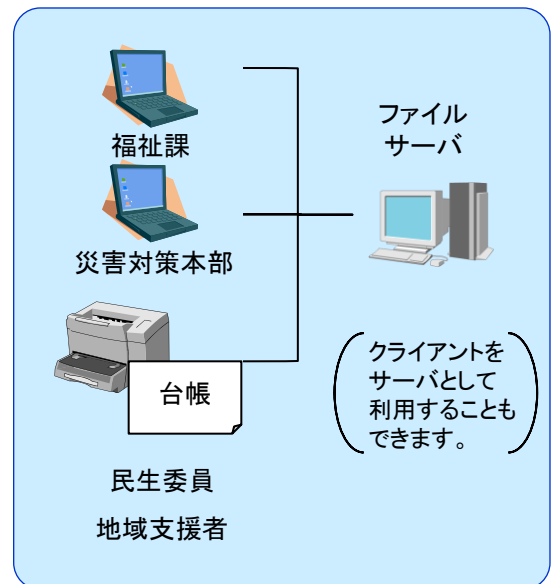 福祉課
災害対策本部
台帳
民生委員
地域支援者
ファイル
サーバ
クライアントを
サーバとして
利用することも
できます。